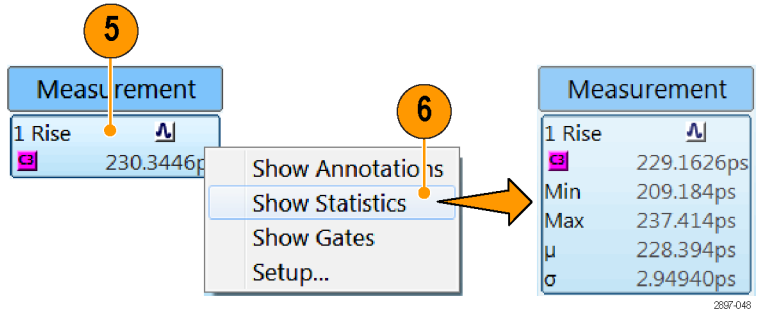 5
Measurement
1 Rise
C3 230.3446p
6
Show Annotations
Show Statistics
Show Gates
Setup...
Measurement
1 Rise
C3 229.1626ps
Min 209.184ps
Max 237.414ps
μ 228.394ps
σ 2.94940ps
2897-048